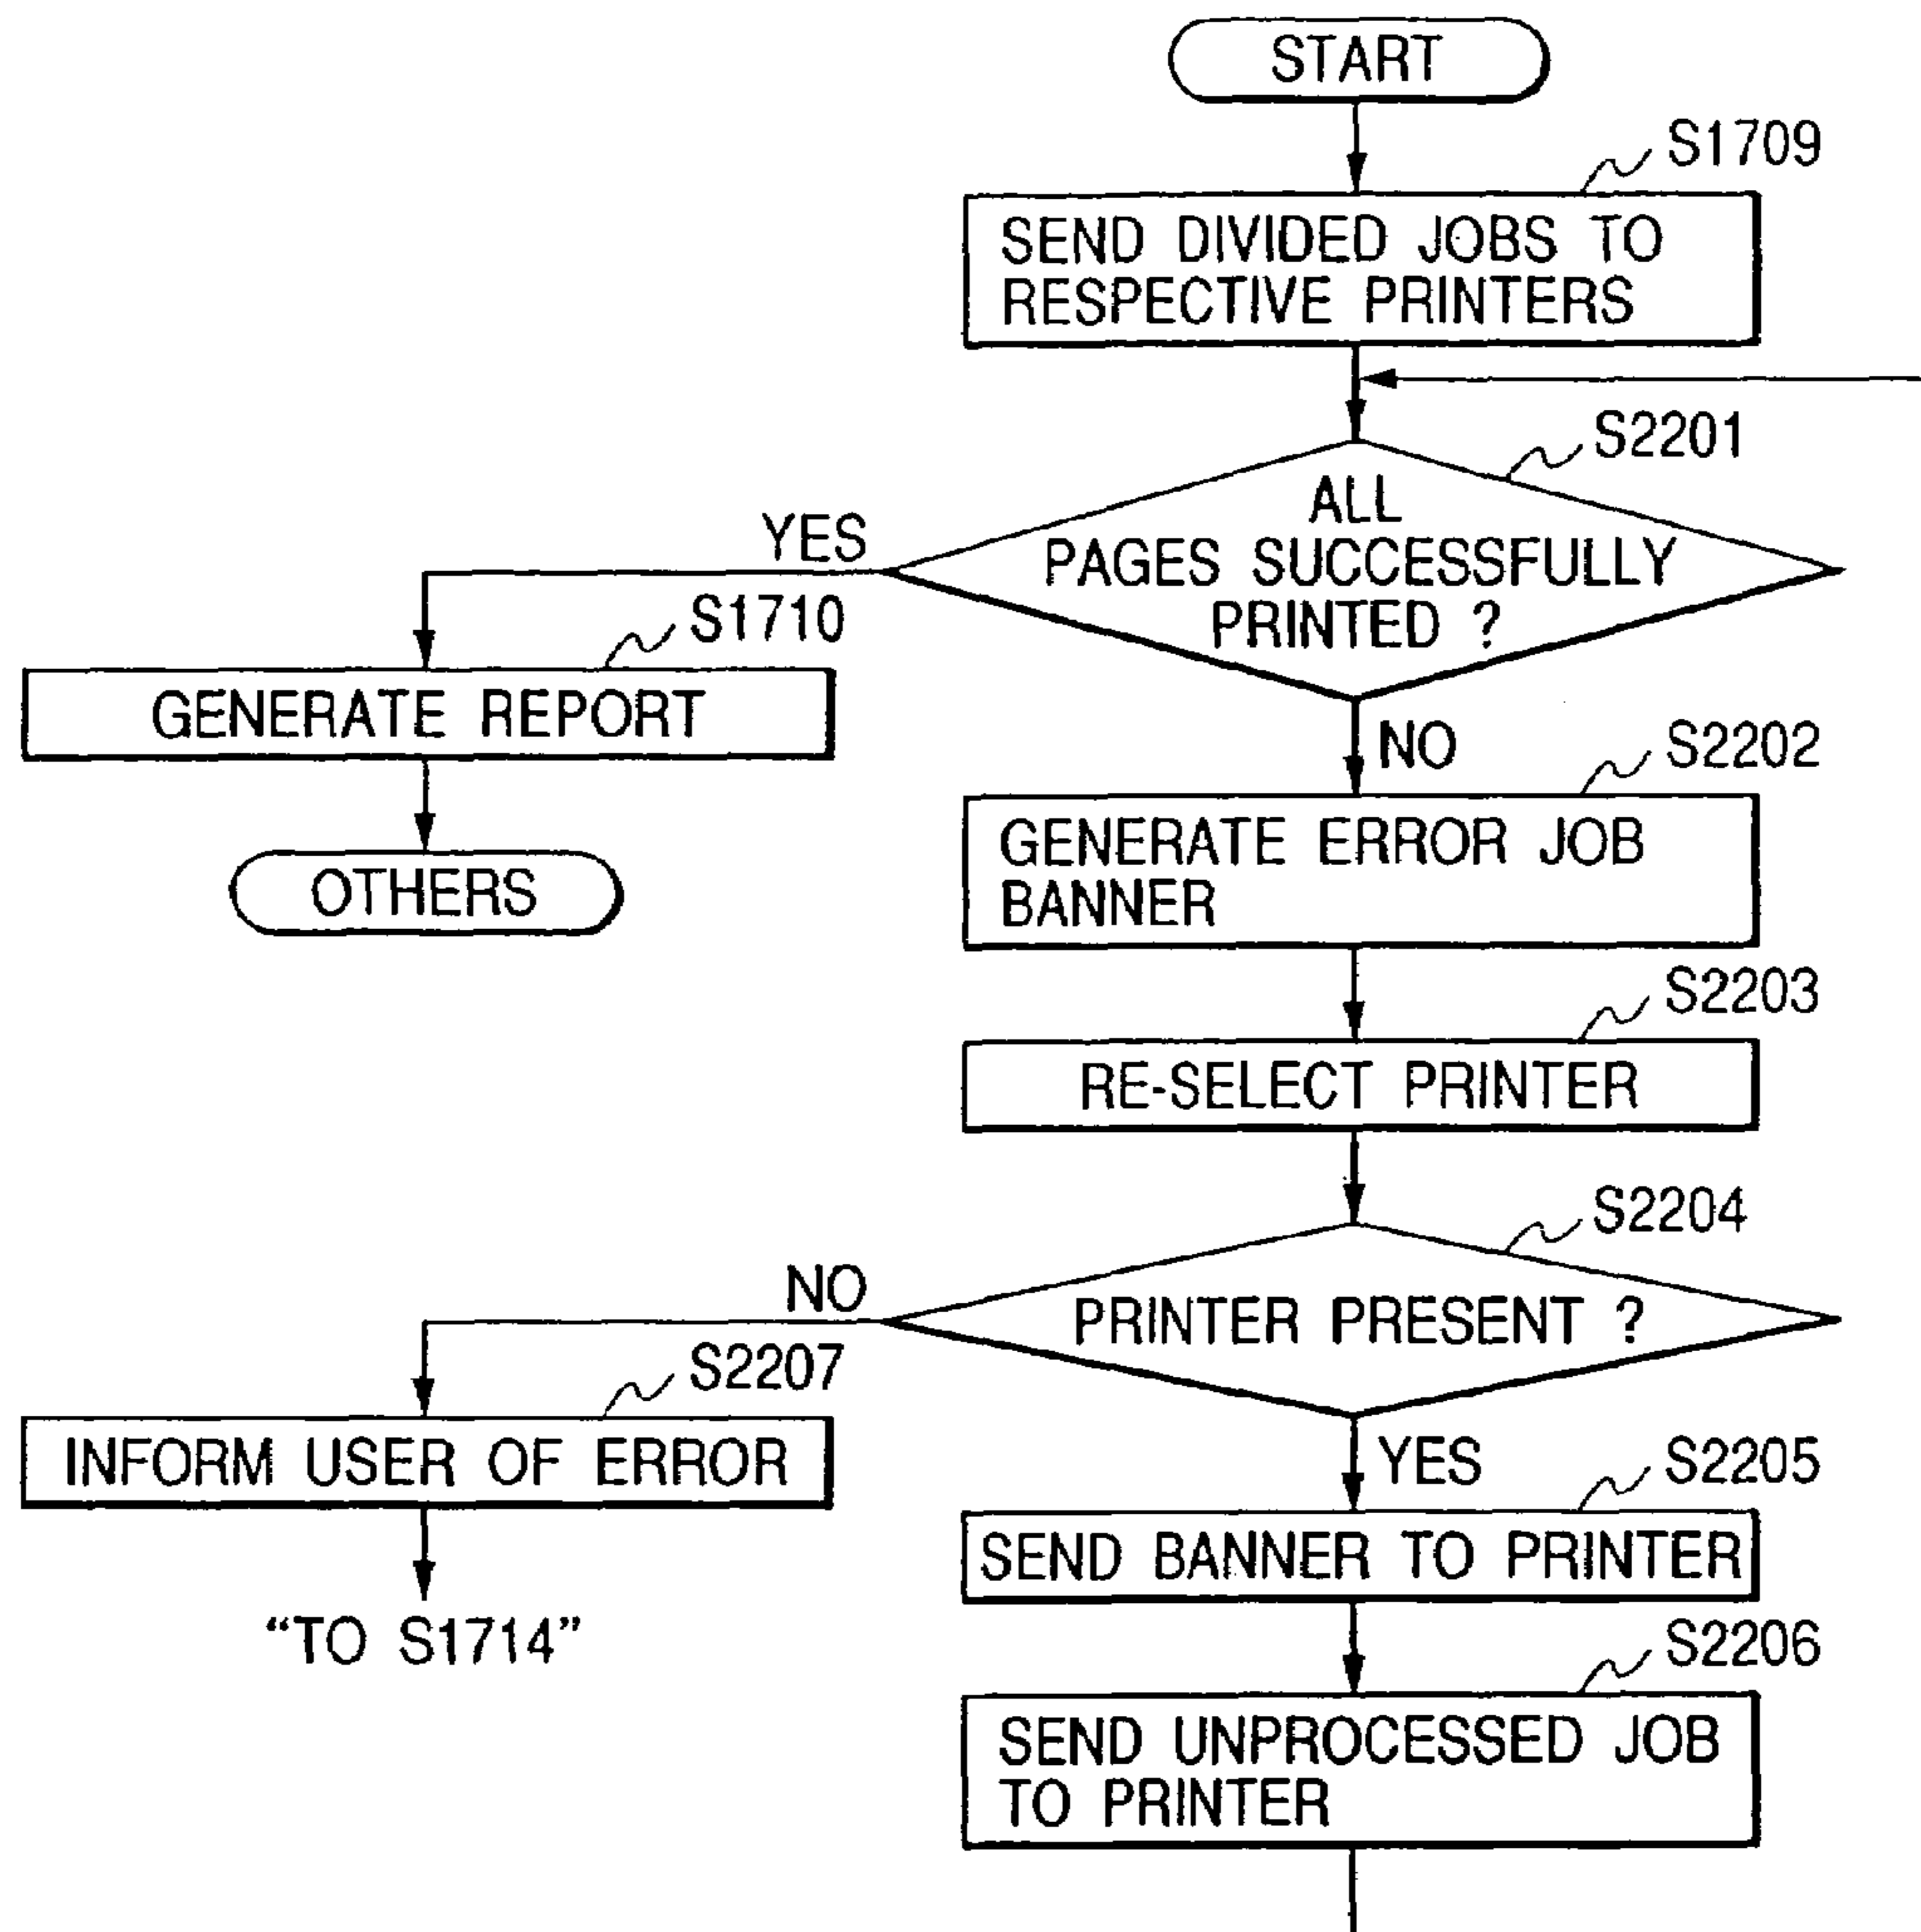 START
S1709
SEND DIVIDED JOBS TO
RESPECTIVE PRINTERS
S2201
ALL
PAGES SUCCESSFULLY
PRINTED ?
YES
S1710
GENERATE REPORT
OTHERS
NO
S2202
GENERATE ERROR JOB
BANNER
S2203
RE-SELECT PRINTER
S2204
PRINTER PRESENT ?
NO
S2207
INFORM USER OF ERROR
“TO S1714”
YES
S2205
SEND BANNER TO PRINTER
S2206
SEND UNPROCESSED JOB
TO PRINTER